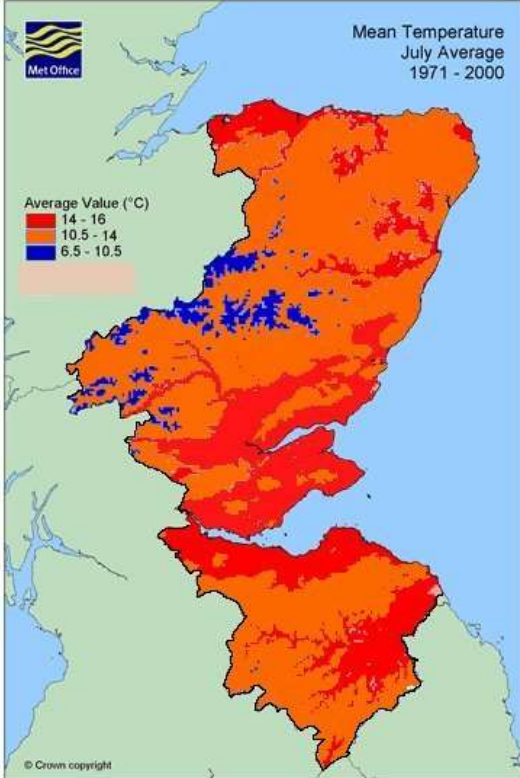 Met Office
Mean Temperature
July Average
1971 - 2000
Average Value (°C)
14 - 16
10.5 - 14
6.5 - 10.5
© Crown copyright